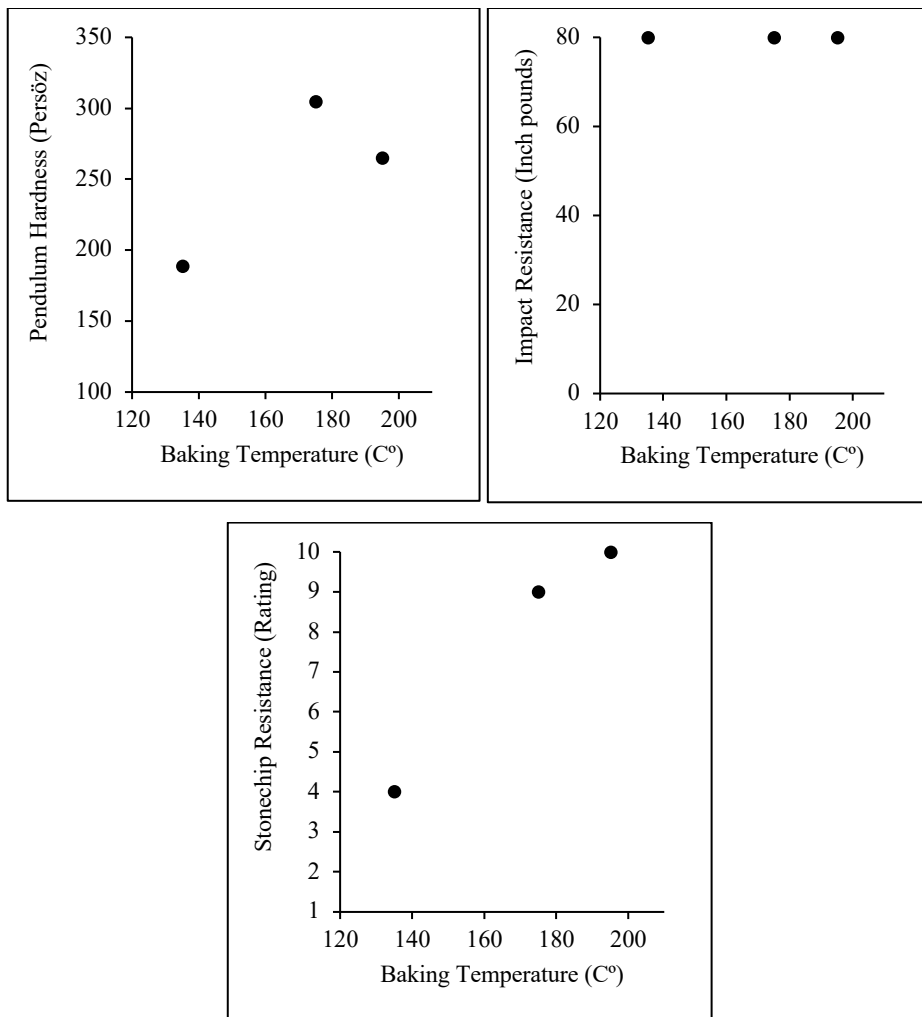 Pendulum Hardness (Persöz)
350
300
250
200
150
100
120 140 160 180 200
Baking Temperature (Cº)
Impact Resistance (Inch pounds)
80
60
40
20
0
120 140 160 180 200
Baking Temperature (Cº)
Stonechip Resistance (Rating)
10
9
8
7
6
5
4
3
2
1
120 140 160 180 200
Baking Temperature (Cº)